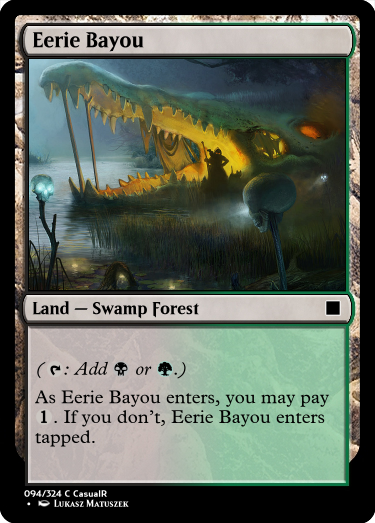 Eerie Bayou
Land — Swamp Forest
( : Add or .)
As Eerie Bayou enters, you may pay
1 . If you don't, Eerie Bayou enters
tapped.
094/324 C CasualR
• Lukasz Matuszek